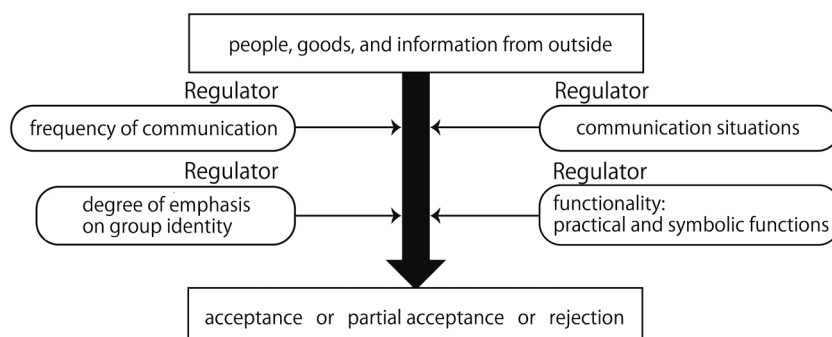 people, goods, and information from outside
Regulator
frequency of communication
Regulator
communication situations
Regulator
degree of emphasis
on group identity
Regulator
functionality:
practical and symbolic functions
acceptance or partial acceptance or rejection